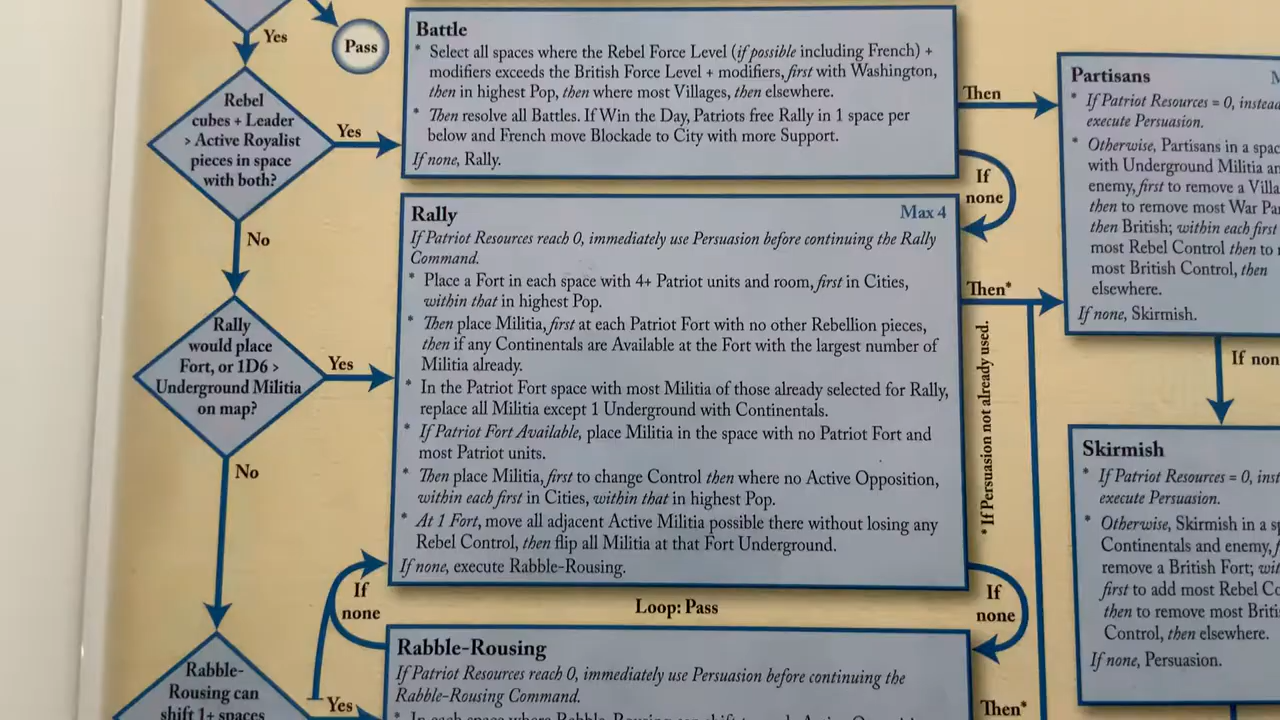 Yes
Pass
Rebel
cubes + Leader
> Active Royalist
pieces in space
with both?
Yes
Battle
* Select all spaces where the Rebel Force Level (if possible including French) +
modifiers exceeds the British Force Level + modifiers, first with Washington,
then in highest Pop, then where most Villages, then elsewhere.
* Then resolve all Battles. If Win the Day, Patriots free Rally in 1 space per
below and French move Blockade to City with more Support.
If none, Rally.
Then
If
none
No
Rally
would place
Fort, or 1D6 >
Underground Militia
on map?
Yes
Rally
Max 4
If Patriot Resources reach 0, immediately use Persuasion before continuing the Rally
Command.
* Place a Fort in each space with 4+ Patriot units and room, first in Cities,
within that in highest Pop.
* Then place Militia, first at each Patriot Fort with no other Rebellion pieces,
then if any Continentals are Available at the Fort with the largest number of
Militia already.
* In the Patriot Fort space with most Militia of those already selected for Rally,
replace all Militia except 1 Underground with Continentals.
* If Patriot Fort Available, place Militia in the space with no Patriot Fort and
most Patriot units.
* Then place Militia, first to change Control then where no Active Opposition,
within each first in Cities, within that in highest Pop.
* At 1 Fort, move all adjacent Active Militia possible there without losing any
Rebel Control, then flip all Militia at that Fort Underground.
If none, execute Rabble-Rousing.
Then*
* If Persuasion not already used.
If
none
No
If
none
Loop: Pass
Rabble-
Rousing can
shift 1+ spaces
Yes
Rabble-Rousing
If Patriot Resources reach 0, immediately use Persuasion before continuing the
Rabble-Rousing Command.
Then*
Partisans
M
* If Patriot Resources = 0, instead
execute Persuasion.
* Otherwise, Partisans in a spac
with Underground Militia an
enemy, first to remove a Villa
then to remove most War Par
then British; within each first
most Rebel Control then to
most British Control, then
elsewhere.
If none, Skirmish.
If non
Skirmish
* If Patriot Resources = 0, inst
execute Persuasion.
* Otherwise, Skirmish in a sp
Continentals and enemy, f
remove a British Fort; wit
first to add most Rebel Co
then to remove most Briti
Control, then elsewhere.
If none, Persuasion.